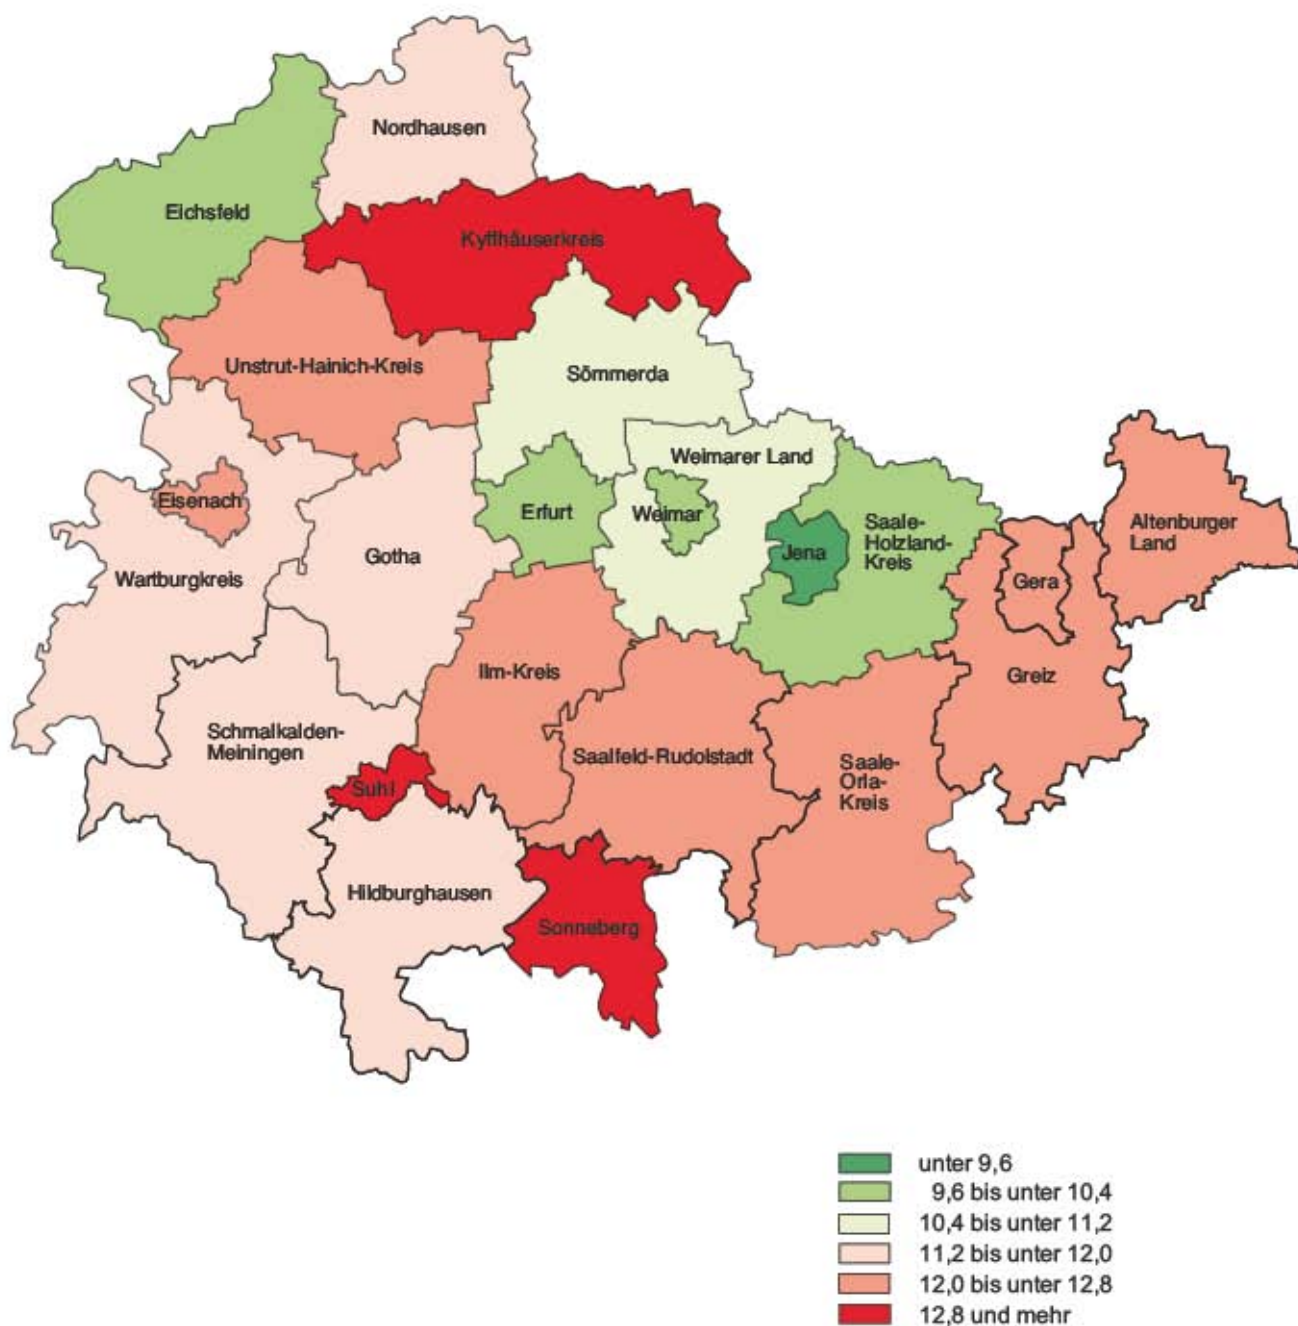 Nordhausen
Eichsfeld
Kyffhäuserkreis
Unstrut-Hainich-Kreis
Sömmerda
Weimarer Land
Eisenach
Erfurt
Weimar
Jena
Saale-
Holzland-
Kreis
Altenburger
Land
Gotha
Wartburgkreis
Gera
Ilm-Kreis
Greiz
Schmalkalden-
Meiningen
Saalfeld-Rudolstadt
Saale-
Orla-
Kreis
Suhl
Hildburghausen
Sonneberg
unter 9,6
9,6 bis unter 10,4
10,4 bis unter 11,2
11,2 bis unter 12,0
12,0 bis unter 12,8
12,8 und mehr